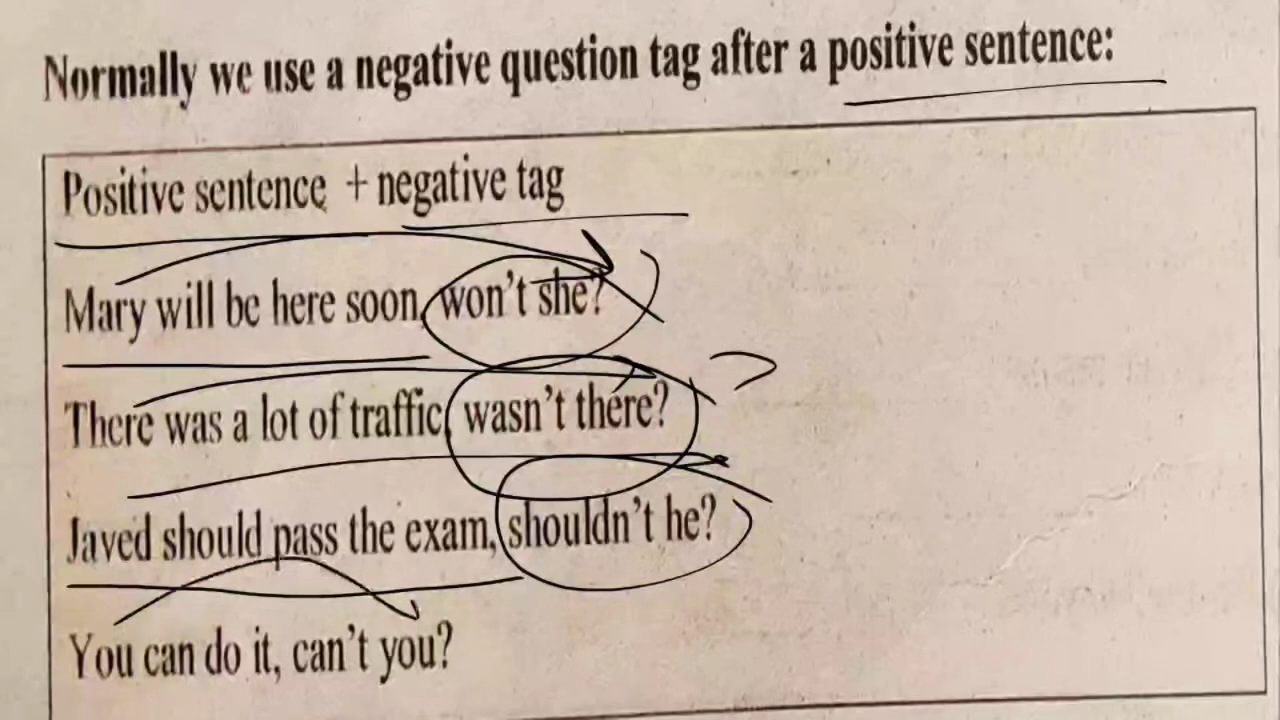 Normally we use a negative question tag after a positive sentence:
Positive sentence + negative tag
Mary will be here soon, won't she?
There was a lot of traffic, wasn't there?
Javed should pass the exam, shouldn't he?
You can do it, can't you?